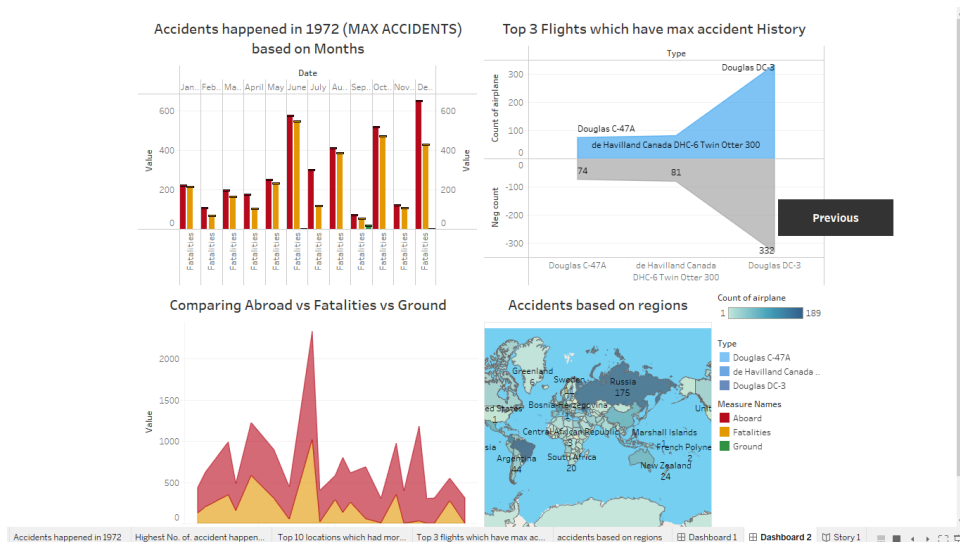 Accidents happened in 1972 (MAX ACCIDENTS)
based on Months
Date
Jan.. Feb.. Ma.. April May June July Au.. Sep.. Oct.. Nov.. De..
600
400
200
0
Value
600
400
200
0
Value
Fatalities Fatalities Fatalities Fatalities Fatalities Fatalities Fatalities Fatalities Fatalities Fatalities Fatalities Fatalities
Top 3 Flights which have max accident History
Type
Douglas DC-3
300
200
100
0
Count of airplane
Douglas C-47A
de Havilland Canada DHC-6 Twin Otter 300
0
-100
-200
-300
Neg count
74
81
332
Douglas C-47A
de Havilland Canada
DHC-6 Twin Otter 300
Douglas DC-3
Previous
Comparing Abroad vs Fatalities vs Ground
2000
1500
1000
500
0
Value
Accidents based on regions
Greenland
6
Sweden
Russia
175
ed States
1
Bosnia-Herzegovina
Unit
Central African Republic
3
Marshall Islands
1
sia
French Polyne
2
Argentina
44
South Africa
20
New Zealand
24
Count of airplane
1 189
Type
Douglas C-47A
de Havilland Canada ..
Douglas DC-3
Measure Names
Aboard
Fatalities
Ground
Accidents happened in 1972 Highest No. of. accident happen... Top 10 locations which had mor... Top 3 flights which have max ac... accidents based on regions Dashboard 1 Dashboard 2 Story 1